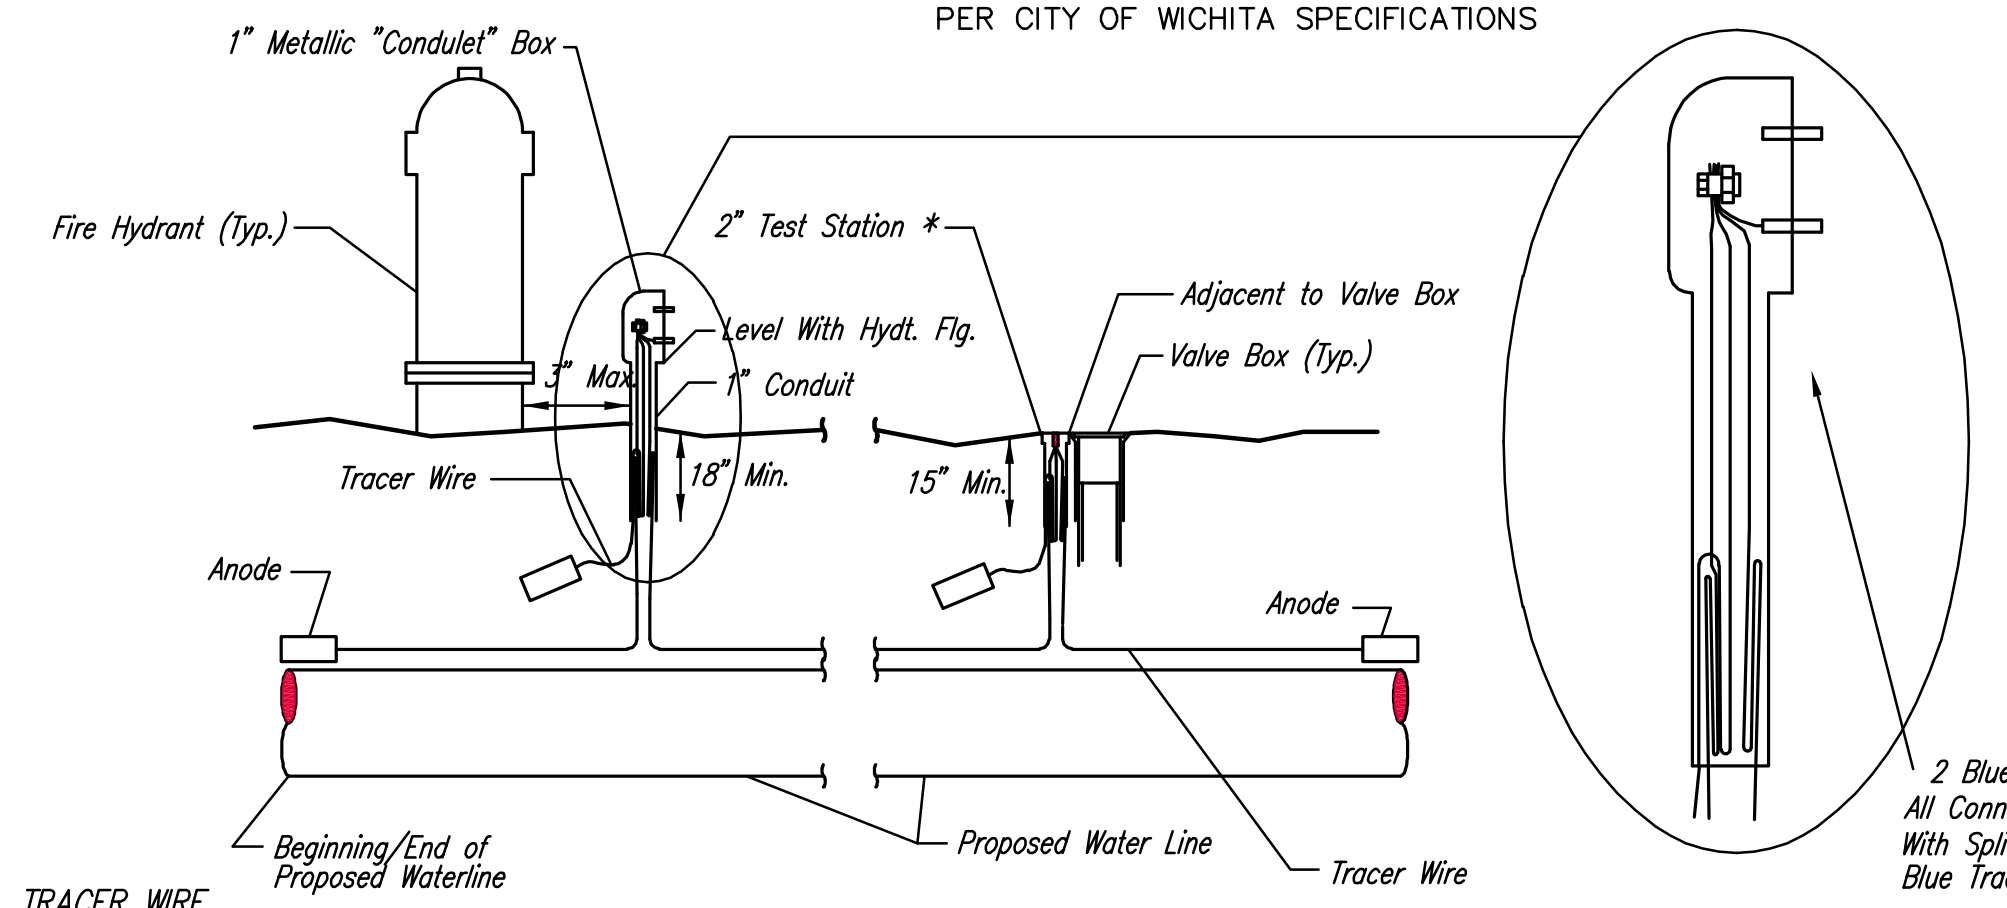 PER CITY OF WICHITA SPECIFICATIONS
1” Metallic ”Condulet” Box
Fire Hydrant (Typ.)
2” Test Station *
Adjacent to Valve Box
Level With Hydt. Flg.
Valve Box (Typ.)
3” Max.
1” Conduit
Tracer Wire
18” Min.
15” Min.
Anode
Anode
2 Blue
All Conn
With Spli
Blue Tra
Beginning/End of
Proposed Waterline
Proposed Water Line
Tracer Wire
TRACER WIRE